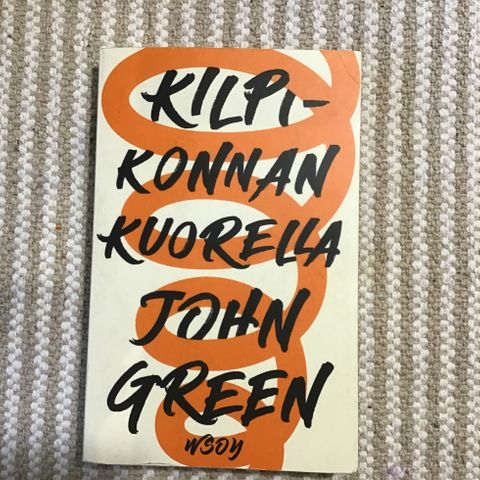 KILPI-
KONNAN
KUORELLA
JOHN
GREEN
WSOY